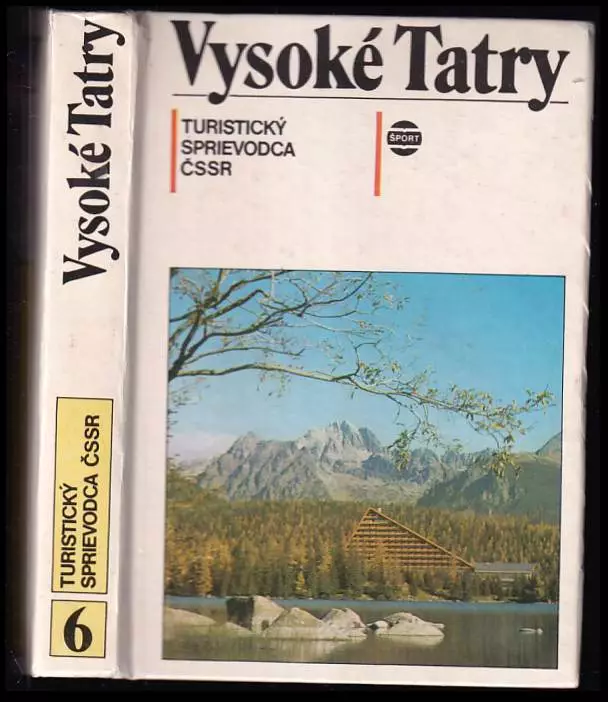 Vysoké Tatry
TURISTICKÝ
SPRIEVODCA
ČSSR
ŠPORT
Vysoké Tatry
TURISTICKÝ
SPRIEVODCA ČSSR
6